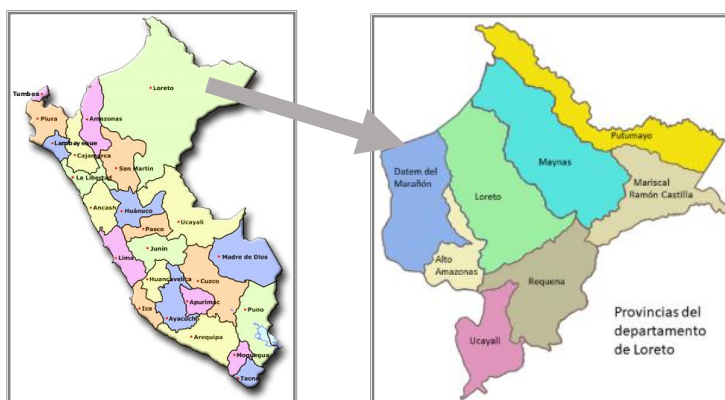 Loreto
Tumbes
Piura
Amazonas
Lambayeque
Cajamarca
San Martín
La Libertad
Ancash
Huánuco
Ucayali
Pasco
Junín
Lima
Madre de Dios
Huancavelica
Cuzco
Ica
Apurímac
Ayacucho
Puno
Arequipa
Moquegua
Tacna
Putumayo
Maynas
Datem del
Marañón
Mariscal
Ramón Castilla
Loreto
Alto
Amazonas
Requena
Ucayali
Provincias del
departamento
de Loreto